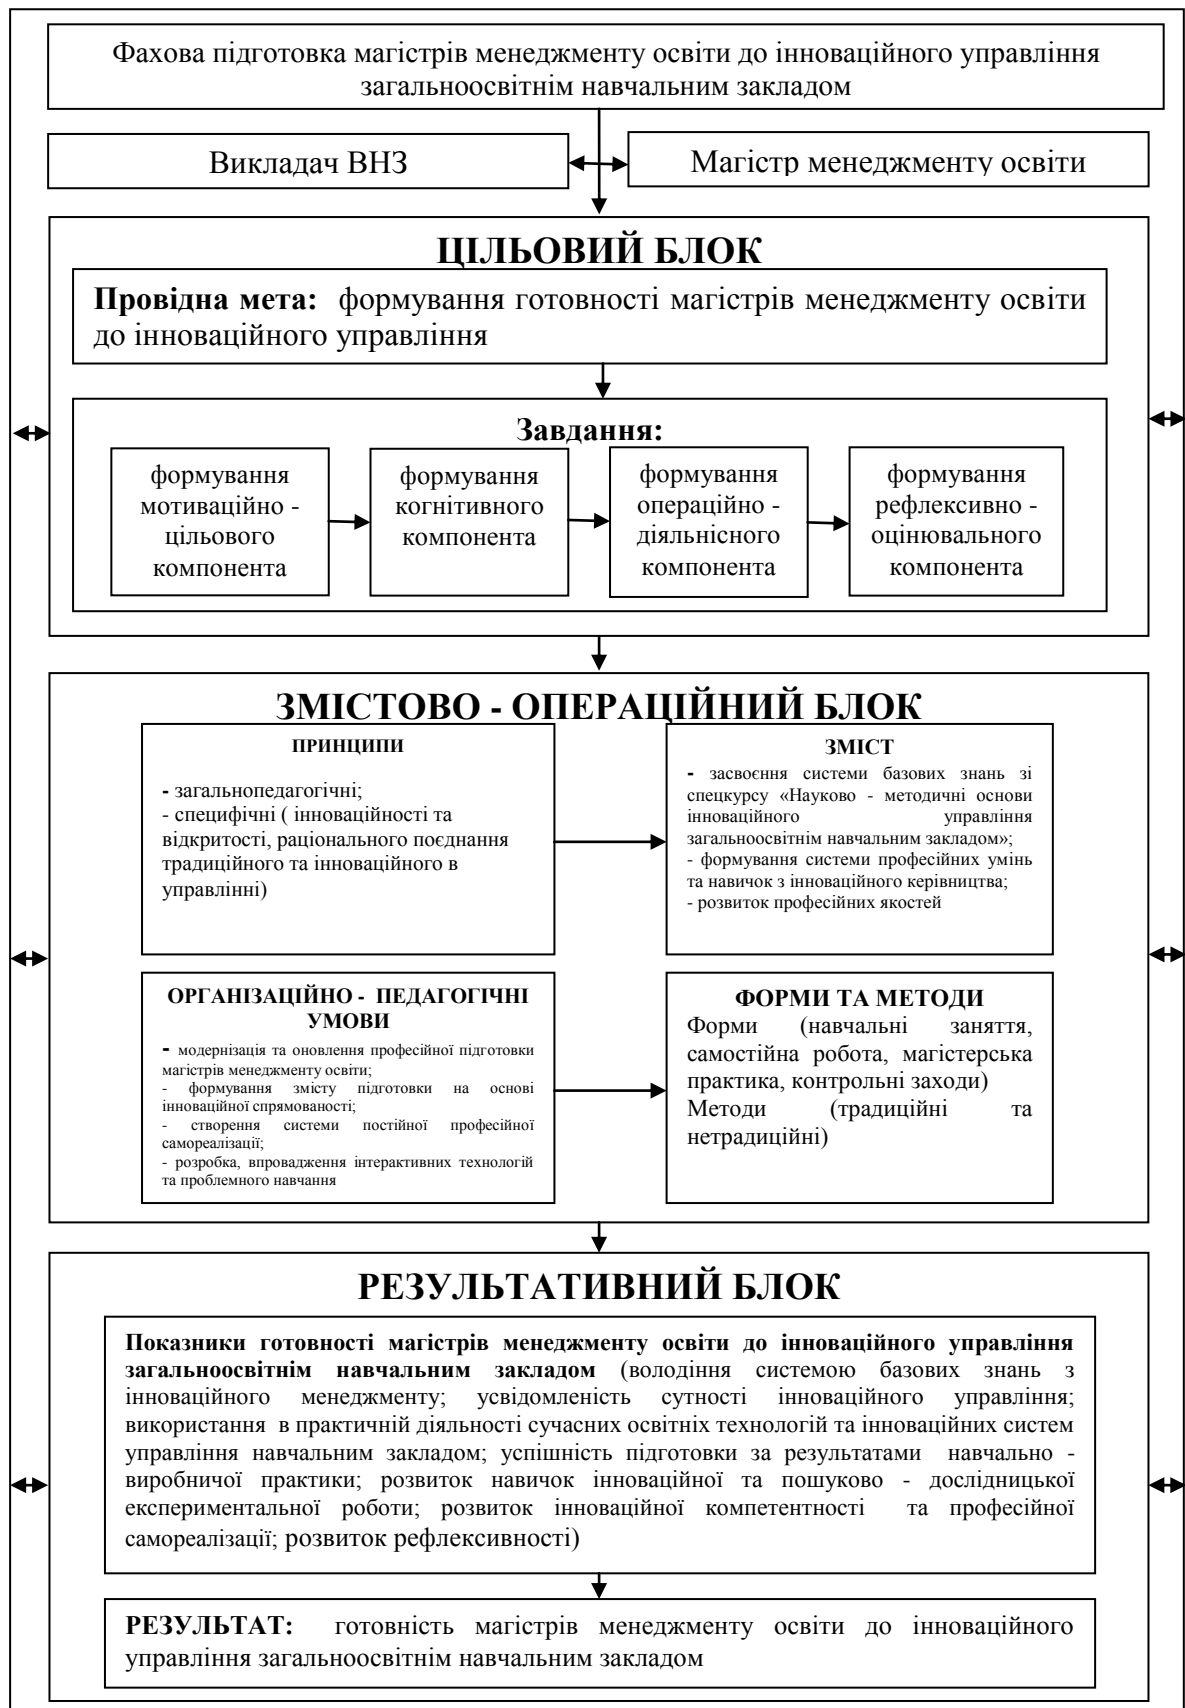 Фахова підготовка магістрів менеджменту освіти до інноваційного управління
загальноосвітнім навчальним закладом
Викладач ВНЗ
Магістр менеджменту освіти
ЦІЛЬОВИЙ БЛОК
Провідна мета: формування готовності магістрів менеджменту освіти
до інноваційного управління
Завдання:
формування
мотиваційно -
цільового
компонента
формування
когнітивного
компонента
формування
операційно -
діяльнісного
компонента
формування
рефлексивно -
оцінювального
компонента
ЗМІСТОВО - ОПЕРАЦІЙНИЙ БЛОК
ПРИНЦИПИ
- загальнопедагогічні;
- специфічні ( інноваційності та
відкритості, раціонального поєднання
традиційного та інноваційного в
управлінні)
ЗМІСТ
- засвоєння системи базових знань зі
спецкурсу «Науково - методичні основи
інноваційного управління
загальноосвітнім навчальним закладом»;
- формування системи професійних умінь
та навичок з інноваційного керівництва;
- розвиток професійних якостей
ОРГАНІЗАЦІЙНО - ПЕДАГОГІЧНІ
УМОВИ
- модернізація та оновлення професійної підготовки
магістрів менеджменту освіти;
- формування змісту підготовки на основі
інноваційної спрямованості;
- створення системи постійної професійної
самореалізації;
- розробка, впровадження інтерактивних технологій
та проблемного навчання
ФОРМИ ТА МЕТОДИ
Форми (навчальні заняття,
самостійна робота, магістерська
практика, контрольні заходи)
Методи (традиційні та
нетрадиційні)
РЕЗУЛЬТАТИВНИЙ БЛОК
Показники готовності магістрів менеджменту освіти до інноваційного управління
загальноосвітнім навчальним закладом (володіння системою базових знань з
інноваційного менеджменту; усвідомленість сутності інноваційного управління;
використання в практичній діяльності сучасних освітніх технологій та інноваційних систем
управління навчальним закладом; успішність підготовки за результатами навчально -
виробничої практики; розвиток навичок інноваційної та пошуково - дослідницької
експериментальної роботи; розвиток інноваційної компетентності та професійної
самореалізації; розвиток рефлексивності)
РЕЗУЛЬТАТ: готовність магістрів менеджменту освіти до інноваційного
управління загальноосвітнім навчальним закладом